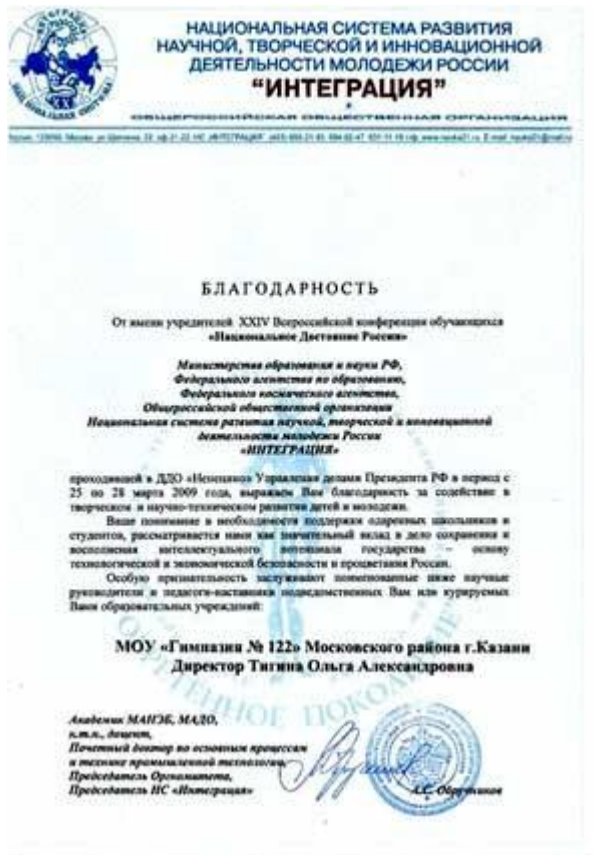 НАЦИОНАЛЬНАЯ СИСТЕМА РАЗВИТИЯ
НАУЧНОЙ, ТВОРЧЕСКОЙ И ИННОВАЦИОННОЙ
ДЕЯТЕЛЬНОСТИ МОЛОДЕЖИ РОССИИ
“ИНТЕГРАЦИЯ”
ОБЩЕРОССИЙСКАЯ ОБЩЕСТВЕННАЯ ОРГАНИЗАЦИЯ
БЛАГОДАРНОСТЬ
От имени учредителей XXIV Всероссийской конференции обучающихся
«Национальное Достояние России»
Министерства образования и науки РФ,
Федерального агентства по образованию,
Федерального космического агентства,
Общероссийской общественной организации
Национальная система развития научной, творческой и инновационной
деятельности молодежи России
«ИНТЕГРАЦИЯ»
проходившей в ДДО «Непецино» Управления делами Президента РФ в период с
25 по 28 марта 2009 года, выражаем Вам благодарность за содействие в
творческом и научно-техническом развитии детей и молодежи.
Ваше понимание в необходимости поддержки одаренных школьников и
студентов, рассматривается нами как значительный вклад в дело сохранения и
восполнения интеллектуального потенциала государства – основу
технологической и экономической безопасности и процветания России.
Особую признательность заслуживают поименованные ниже научные
руководители и педагоги-наставники подведомственных Вам или курируемых
Вами образовательных учреждений:
МОУ «Гимназия № 122» Московского района г.Казани
Директор Тигина Ольга Александровна
Академик МАНЭБ, МАДО,
к.т.н., доцент,
Почетный доктор по основным процессам
и технике промышленной технологии,
Председатель Оргкомитета,
Председатель НС «Интеграция»
А.С. Обручников